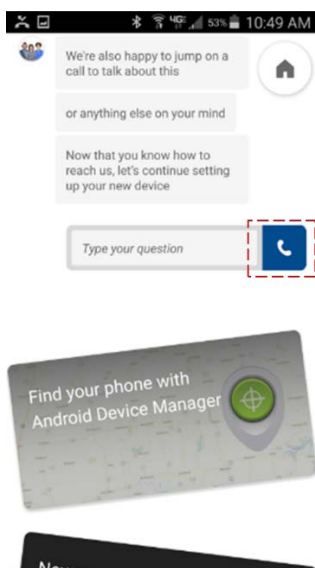 4G 53% 10:49 AM
We're also happy to jump on a
call to talk about this
or anything else on your mind
Now that you know how to
reach us, let's continue setting
up your new device
Type your question
Find your phone with
Android Device Manager